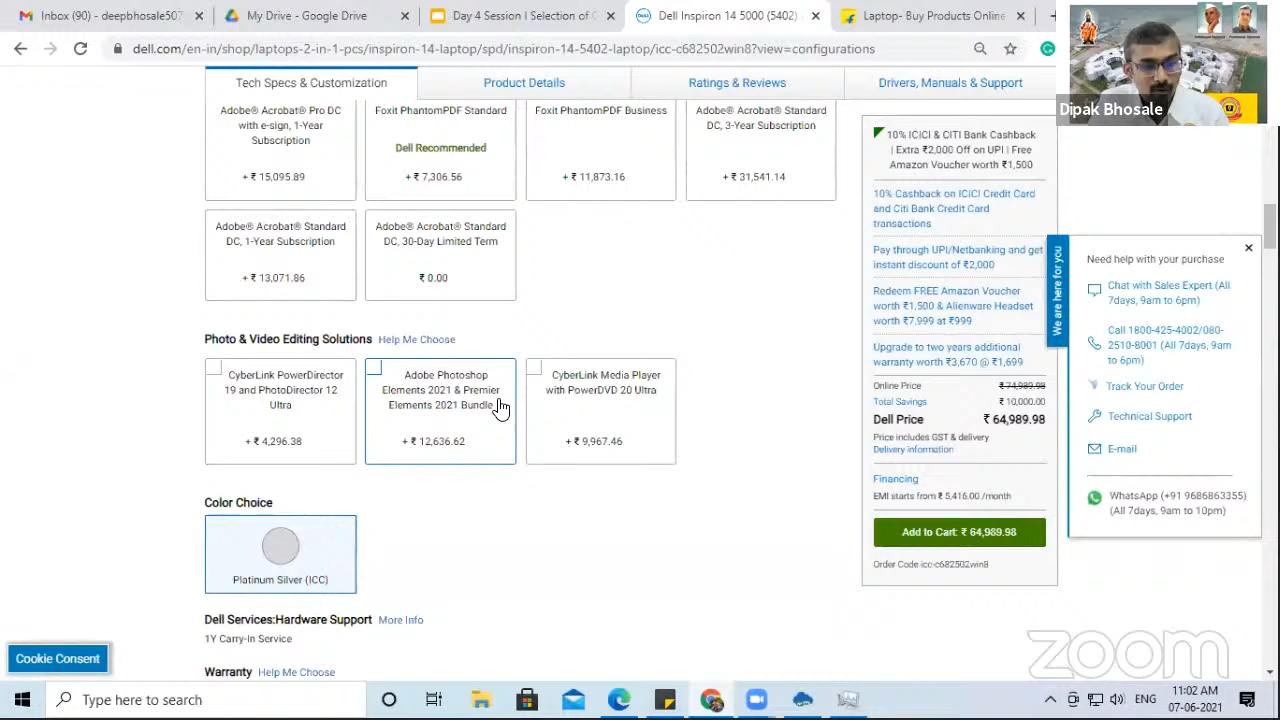 Inbox (90) - deepbhosale507
My Drive - Google Drive
Day 4 Session - Selection of C
Dell Inspiron 14 5000 (5402)
Laptop- Buy Products Online
dell.com/en-in/shop/laptops-2-in-1-pcs/inspiron-14-laptop/spd/inspiron-14-5402-laptop/icc-c682502win8?view=configurations
Dipak Bhosale
Tech Specs & Customization
Product Details
Ratings & Reviews
Drivers, Manuals & Support
Adobe® Acrobat® Pro DC
with e-sign, 1-Year
Subscription
+ ₹ 15,095.89
Foxit PhantomPDF Standard
Dell Recommended
+ ₹ 7,306.56
Foxit PhantomPDF Business
+ ₹ 11,873.16
Adobe® Acrobat® Standard
DC, 3-Year Subscription
+ ₹ 31,541.14
Adobe® Acrobat® Standard
DC, 1-Year Subscription
+ ₹ 13,071.86
Adobe® Acrobat® Standard
DC, 30-Day Limited Term
₹ 0.00
Photo & Video Editing Solutions Help Me Choose
CyberLink PowerDirector
19 and PhotoDirector 12
Ultra
+ ₹ 4,296.38
Adobe Photoshop
Elements 2021 & Premier
Elements 2021 Bundle
+ ₹ 12,636.62
CyberLink Media Player
with PowerDVD 20 Ultra
+ ₹ 9,967.46
Color Choice
Platinum Silver (ICC)
Dell Services:Hardware Support More Info
1Y Carry-In Service
Warranty Help Me Choose
Cookie Consent
10% ICICI & CITI Bank Cashback
| Extra ₹2,000 Off on UPI | Free
Amazon Voucher worth ₹1,500
10% Cashback on ICICI Credit Card
and Citi Bank Credit Card
transactions
Pay through UPI/Netbanking and get
instant discount of ₹2,000
Redeem FREE Amazon Voucher
worth ₹1,500 & Alienware Headset
worth ₹7,999 at ₹999
Upgrade to two years additional
warranty worth ₹3,670 @ ₹1,699
Online Price ₹ 74,989.98
Total Savings ₹ 10,000.00
Dell Price ₹ 64,989.98
Price includes GST & delivery
Delivery information
Financing
EMI starts from ₹ 5,416.00 /month
Add to Cart: ₹ 64,989.98
Order Code icc-c682502win8
We are here for you
Need help with your purchase
Chat with Sales Expert (All
7days, 9am to 6pm)
Call 1800-425-4002/080-
2510-8001 (All 7days, 9am
to 6pm)
Track Your Order
Technical Support
E-mail
WhatsApp (+91 9686863355)
(All 7days, 9am to 10pm)
zoom
Type here to search
ENG
11:02 AM
07-06-2021